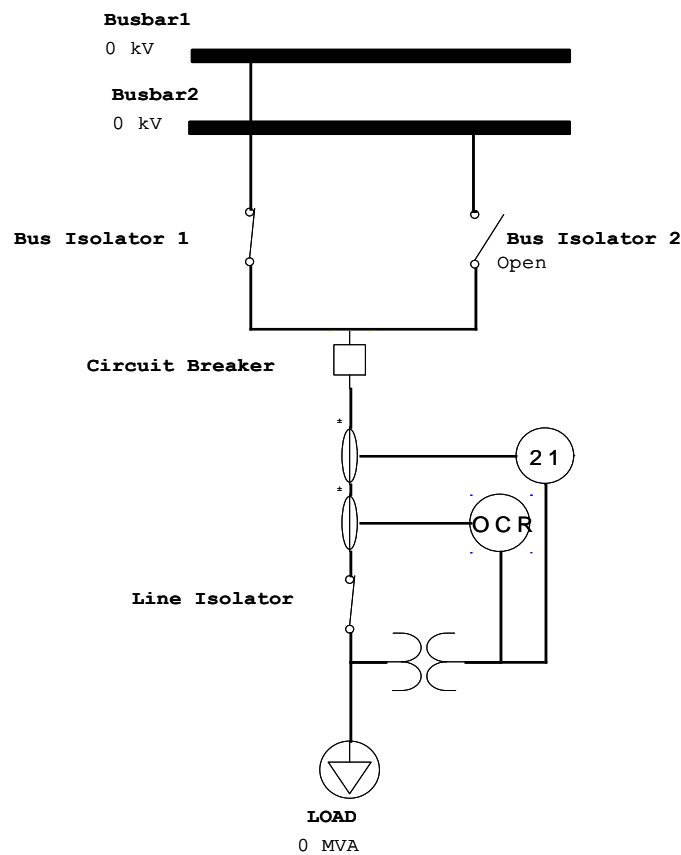 Busbar1
0 kV
Busbar2
0 kV
Bus Isolator 1
Bus Isolator 2
Open
Circuit Breaker
±
21
±
OCR
Line Isolator
LOAD
0 MVA